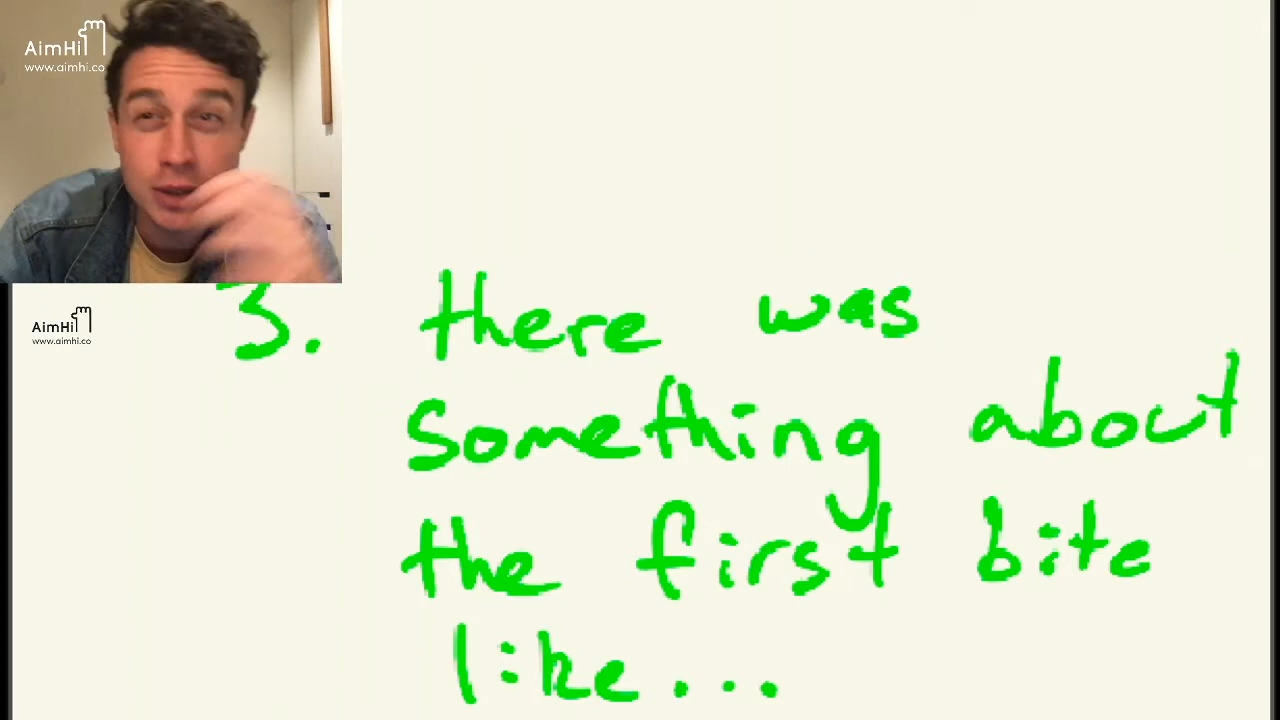 AimHi
www.aimhi.co
AimHi
www.aimhi.co
3. there was
something about
the first bite
like...